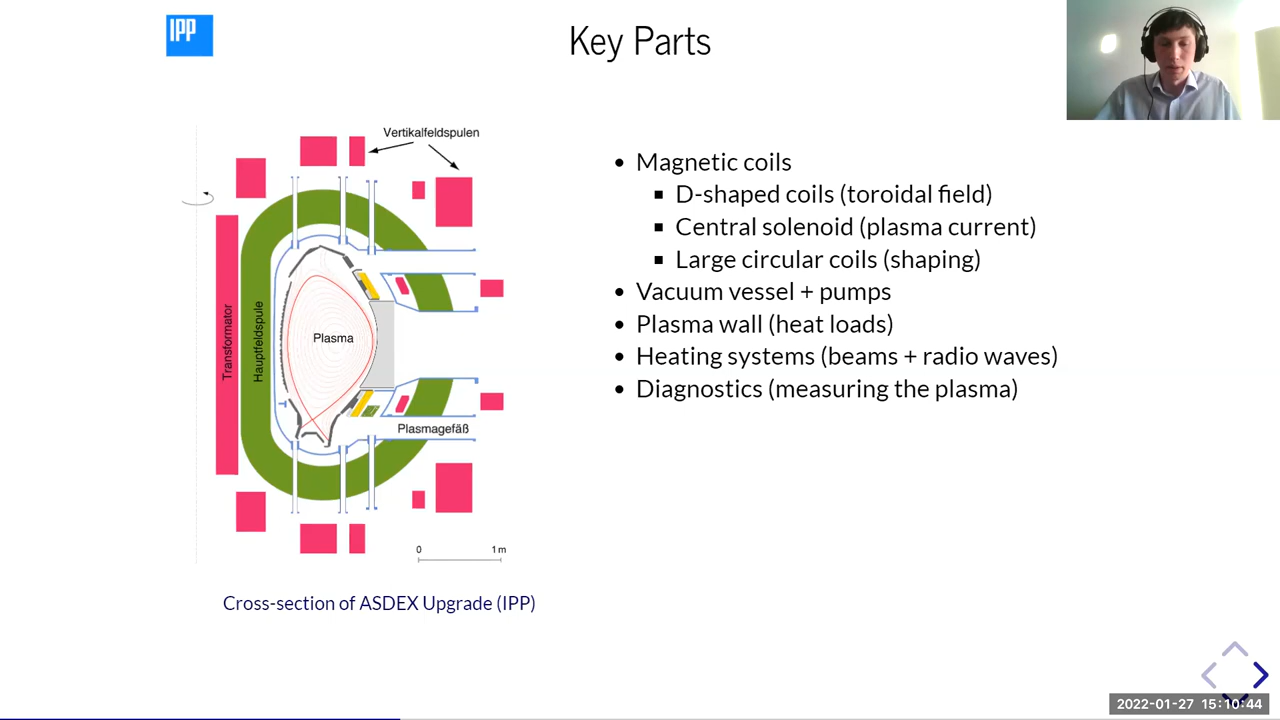 IPP
Key Parts
Vertikalfeldspulen
Transformator
Hauptfeldspule
Plasma
Plasmagefäß
0 1 m
Cross-section of ASDEX Upgrade (IPP)
• Magnetic coils
▪ D-shaped coils (toroidal field)
▪ Central solenoid (plasma current)
▪ Large circular coils (shaping)
• Vacuum vessel + pumps
• Plasma wall (heat loads)
• Heating systems (beams + radio waves)
• Diagnostics (measuring the plasma)
2022-01-27 15:10:44